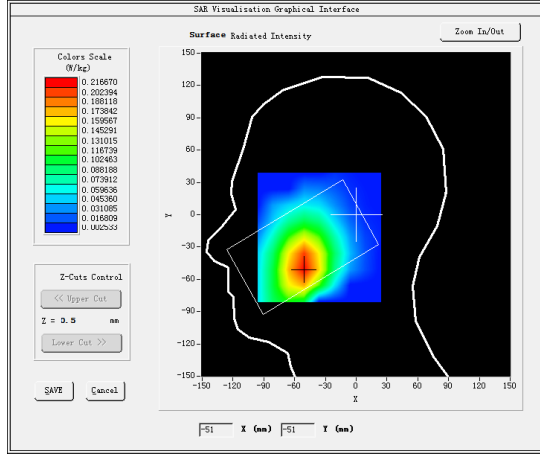 SAR Visualisation Graphical Interface
Surface Radiated Intensity
Zoom In/Out
Colors Scale
(W/kg)
0.216670
0.202394
0.188118
0.173842
0.159567
0.145291
0.131015
0.116739
0.102463
0.088188
0.073912
0.059636
0.045360
0.031085
0.016809
0.002533
Z-Cuts Control
<< Upper Cut
Z = 0.5 mm
Lower Cut >>
SAVE
Cancel
150-
120-
90-
60-
30-
0-
-30-
-60-
-90-
-120-
-150-
Y
-150 -120 -90 -60 -30 0 30 60 90 120 150
X
-51 X (mm) -51 Y (mm)